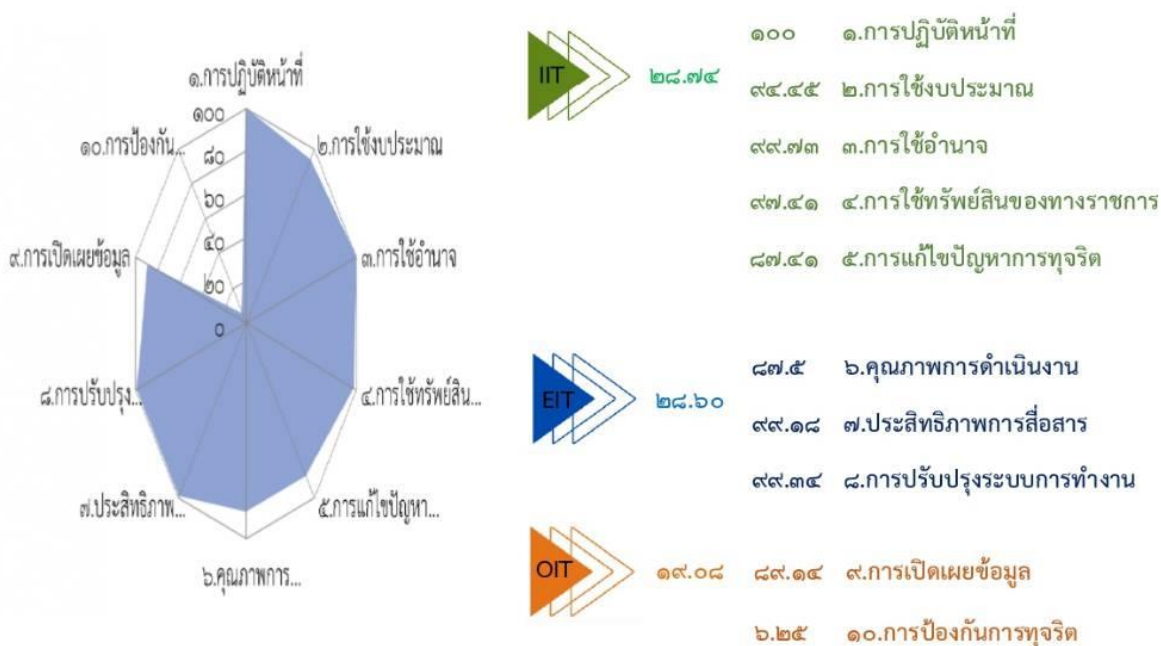 ๑.การปฏิบัติหน้าที่
๑๐๐
๑๐.การป้องกัน...
๒.การใช้งบประมาณ
๘๐
๖๐
๔๐
๙.การเปิดเผยข้อมูล
๓.การใช้อำนาจ
๒๐
๐
๘.การปรับปรุง...
๔.การใช้ทรัพย์สิน...
๗.ประสิทธิภาพ...
๕.การแก้ไขปัญหา...
๖.คุณภาพการ...
IIT ๒๘.๗๔
๑๐๐ ๑.การปฏิบัติหน้าที่
๙๔.๔๕ ๒.การใช้งบประมาณ
๙๙.๗๓ ๓.การใช้อำนาจ
๙๗.๔๑ ๔.การใช้ทรัพย์สินของทางราชการ
๘๗.๔๑ ๕.การแก้ไขปัญหาการทุจริต
EIT ๒๘.๖๐
๘๗.๕ ๖.คุณภาพการดำเนินงาน
๙๙.๑๘ ๗.ประสิทธิภาพการสื่อสาร
๙๙.๓๔ ๘.การปรับปรุงระบบการทำงาน
OIT ๑๙.๐๘
๘๙.๑๔ ๙.การเปิดเผยข้อมูล
๖.๒๕ ๑๐.การป้องกันการทุจริต